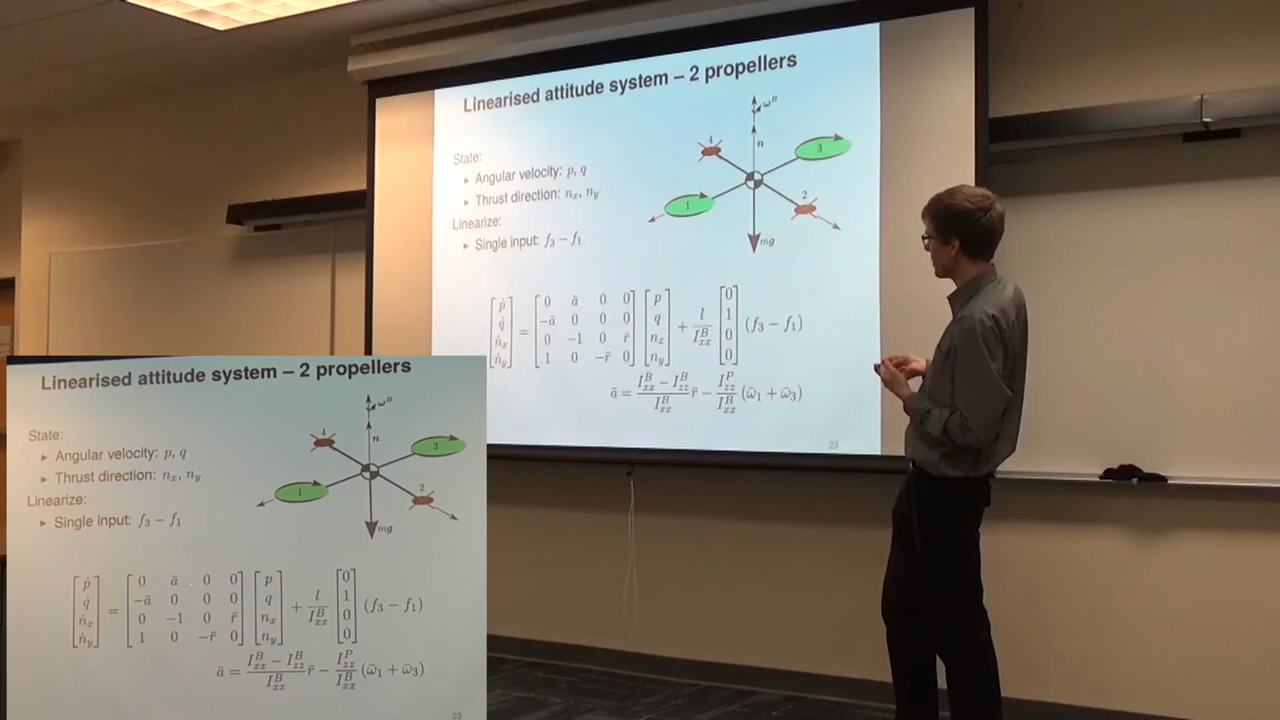 Linearised attitude system – 2 propellers
State:
▸ Angular velocity: p, q
▸ Thrust direction: n_x, n_y
Linearize:
▸ Single input: f_3 − f_1
4
ω^B
n
3
1
2
mg
[ṗ; q̇; ṅ_x; ṅ_y] = [0 ā 0 0; −ā 0 0 0; 0 −1 0 r̄; 1 0 −r̄ 0] [p; q; n_x; n_y] + l/I^B_xx [0; 1; 0; 0] (f_3 − f_1)
ā = (I^B_xx − I^B_zz)/I^B_xx r̄ − I^P_zz/I^B_xx (ω̄_1 + ω̄_3)
23
Linearised attitude system – 2 propellers
State:
▸ Angular velocity: p, q
▸ Thrust direction: n_x, n_y
Linearize:
▸ Single input: f_3 − f_1
4
ω^B
n
3
1
2
mg
[ṗ; q̇; ṅ_x; ṅ_y] = [0 ā 0 0; −ā 0 0 0; 0 −1 0 r̄; 1 0 −r̄ 0] [p; q; n_x; n_y] + l/I^B_xx [0; 1; 0; 0] (f_3 − f_1)
ā = (I^B_xx − I^B_zz)/I^B_xx r̄ − I^P_zz/I^B_xx (ω̄_1 + ω̄_3)
23